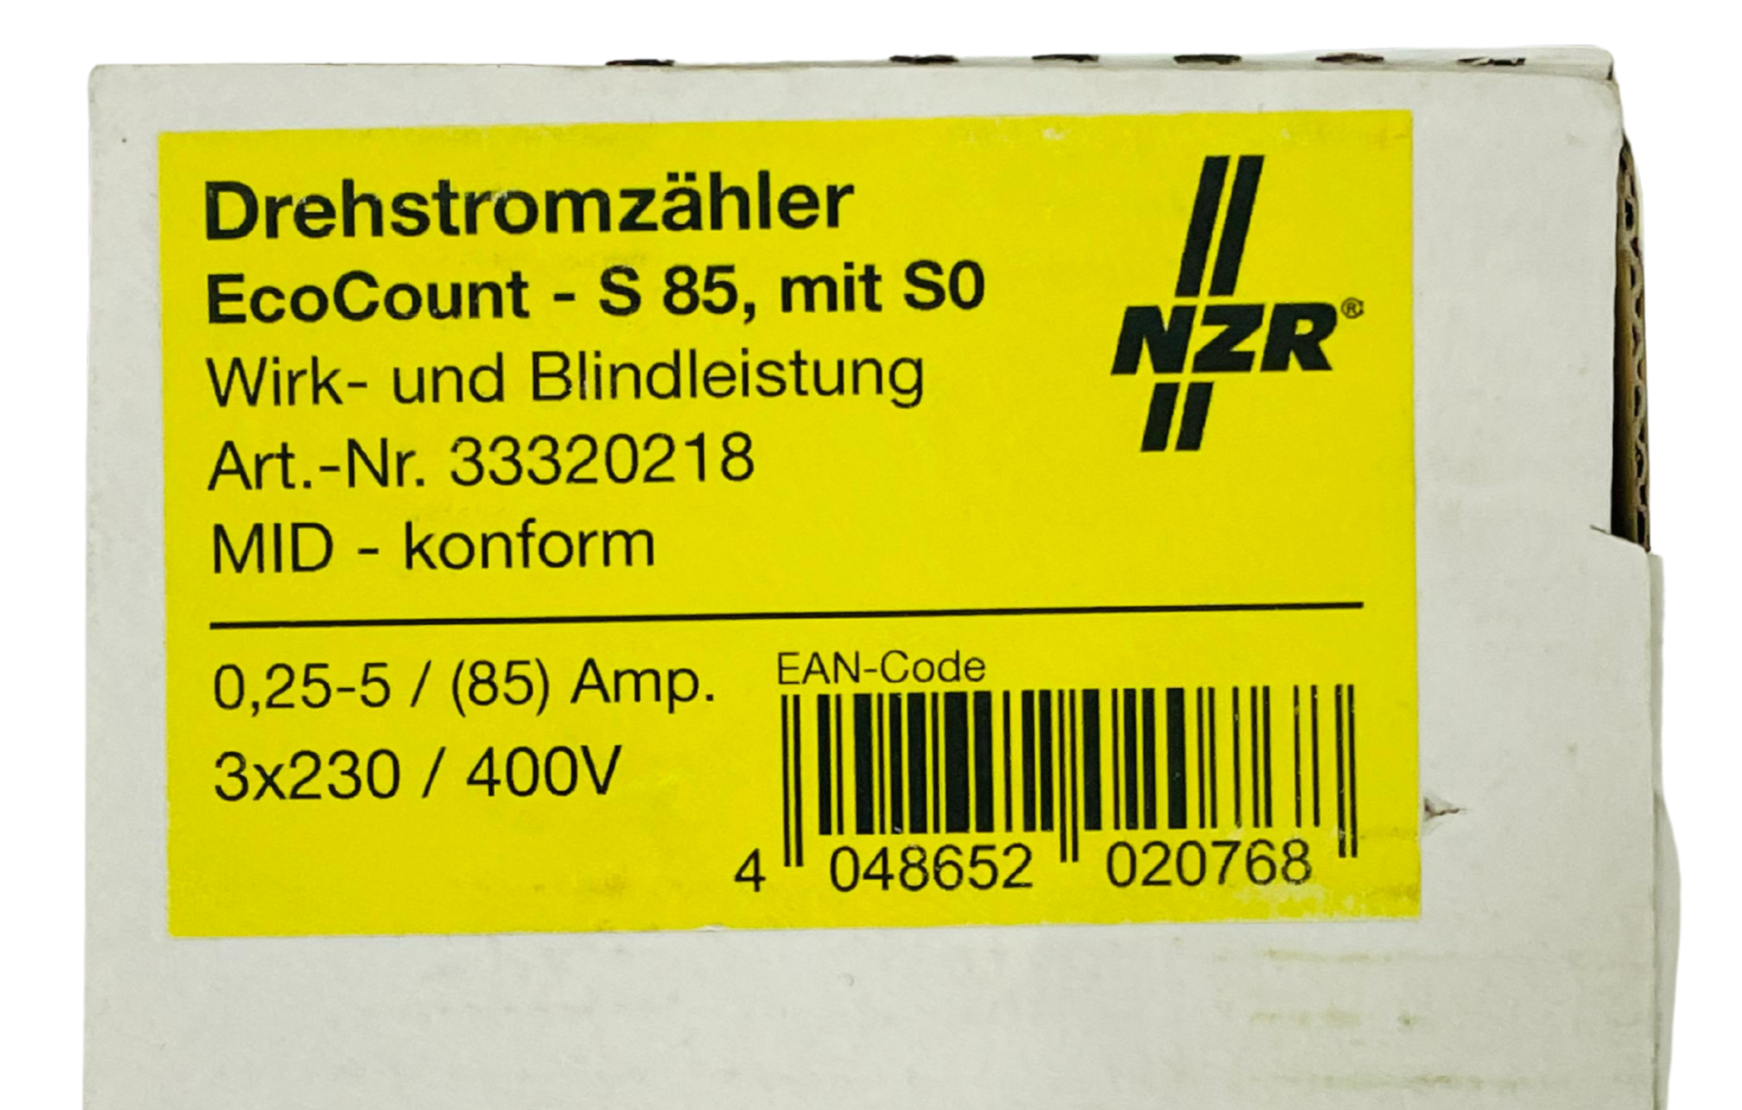 Drehstromzähler
EcoCount - S 85, mit S0
Wirk- und Blindleistung
Art.-Nr. 33320218
MID - konform
NZR®
0,25-5 / (85) Amp.
3x230 / 400V
EAN-Code
4 048652 020768